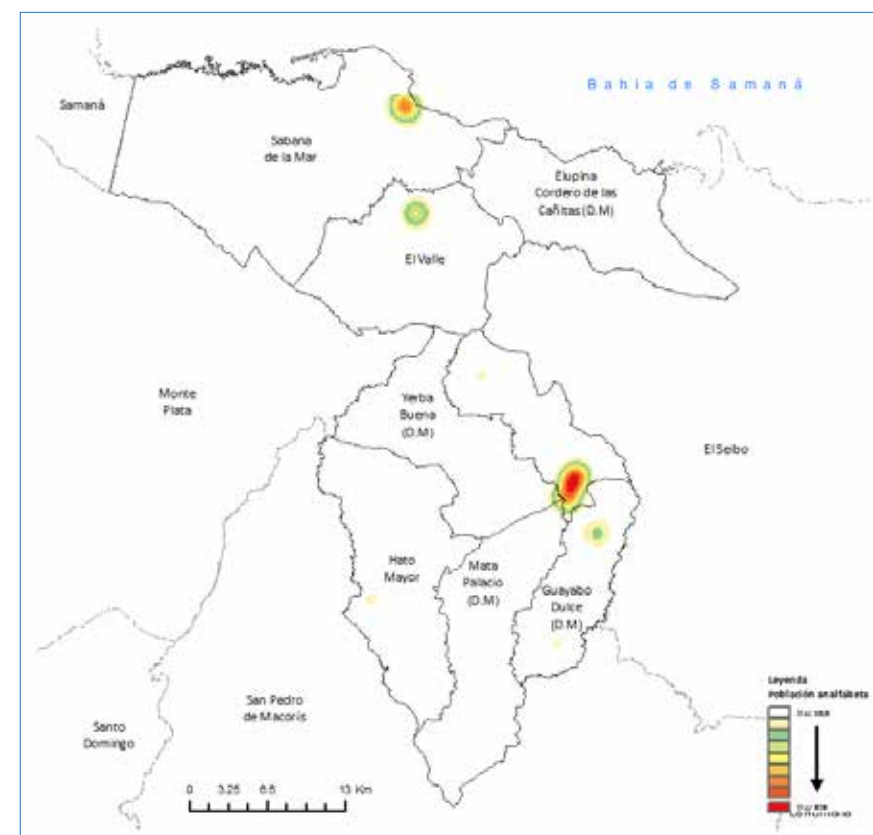 Bahía de Samaná
Samaná
Sabana
de la Mar
Elupina
Cordero de las
Cañitas (D.M)
El Valle
Monte
Plata
Yerba
Buena
(D.M)
El Seibo
Hato
Mayor
Mata
Palacio
(D.M)
Guayabo
Dulce
(D.M)
San Pedro
de Macorís
Santo
Domingo
0 3.25 6.5 13 Km
Leyenda
Población analfabeta